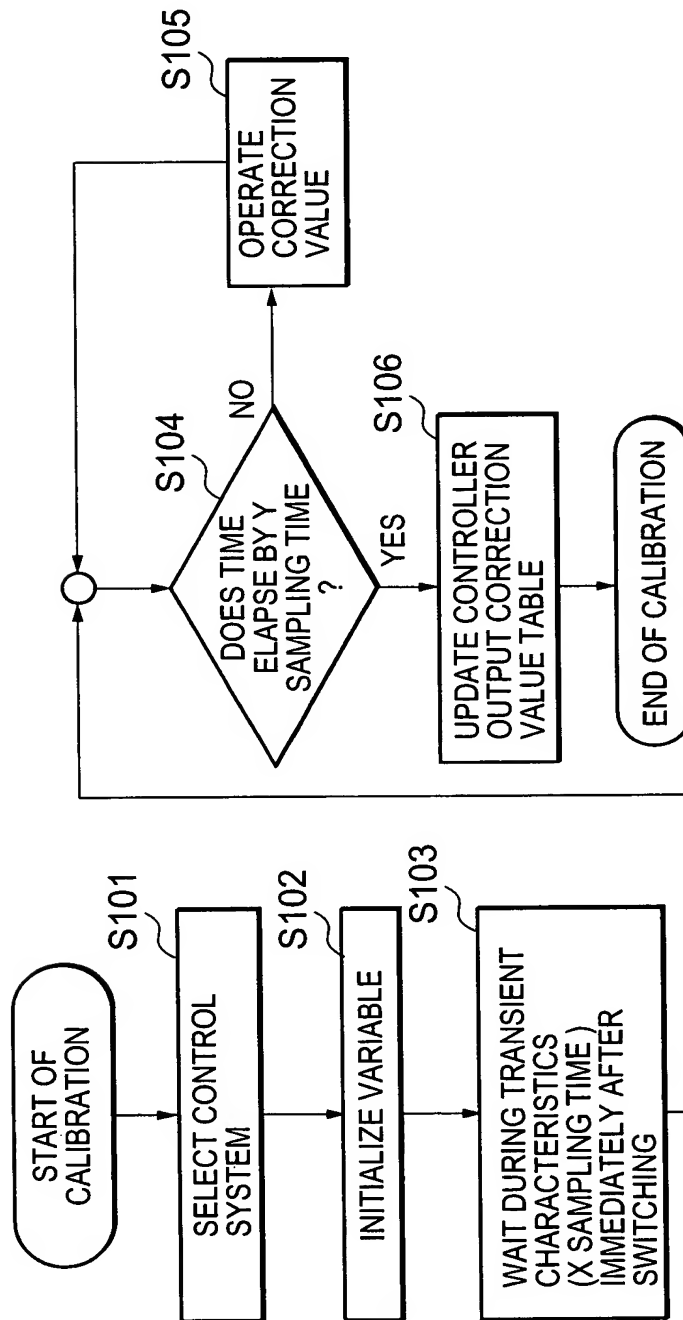 START OF
CALIBRATION
S101
SELECT CONTROL
SYSTEM
S102
INITIALIZE VARIABLE
S103
WAIT DURING TRANSIENT
CHARACTERISTICS
(X SAMPLING TIME )
IMMEDIATELY AFTER
SWITCHING
S104
DOES TIME
ELAPSE BY Y
SAMPLING TIME
?
NO
YES
S105
OPERATE
CORRECTION
VALUE
S106
UPDATE CONTROLLER
OUTPUT CORRECTION
VALUE TABLE
END OF CALIBRATION